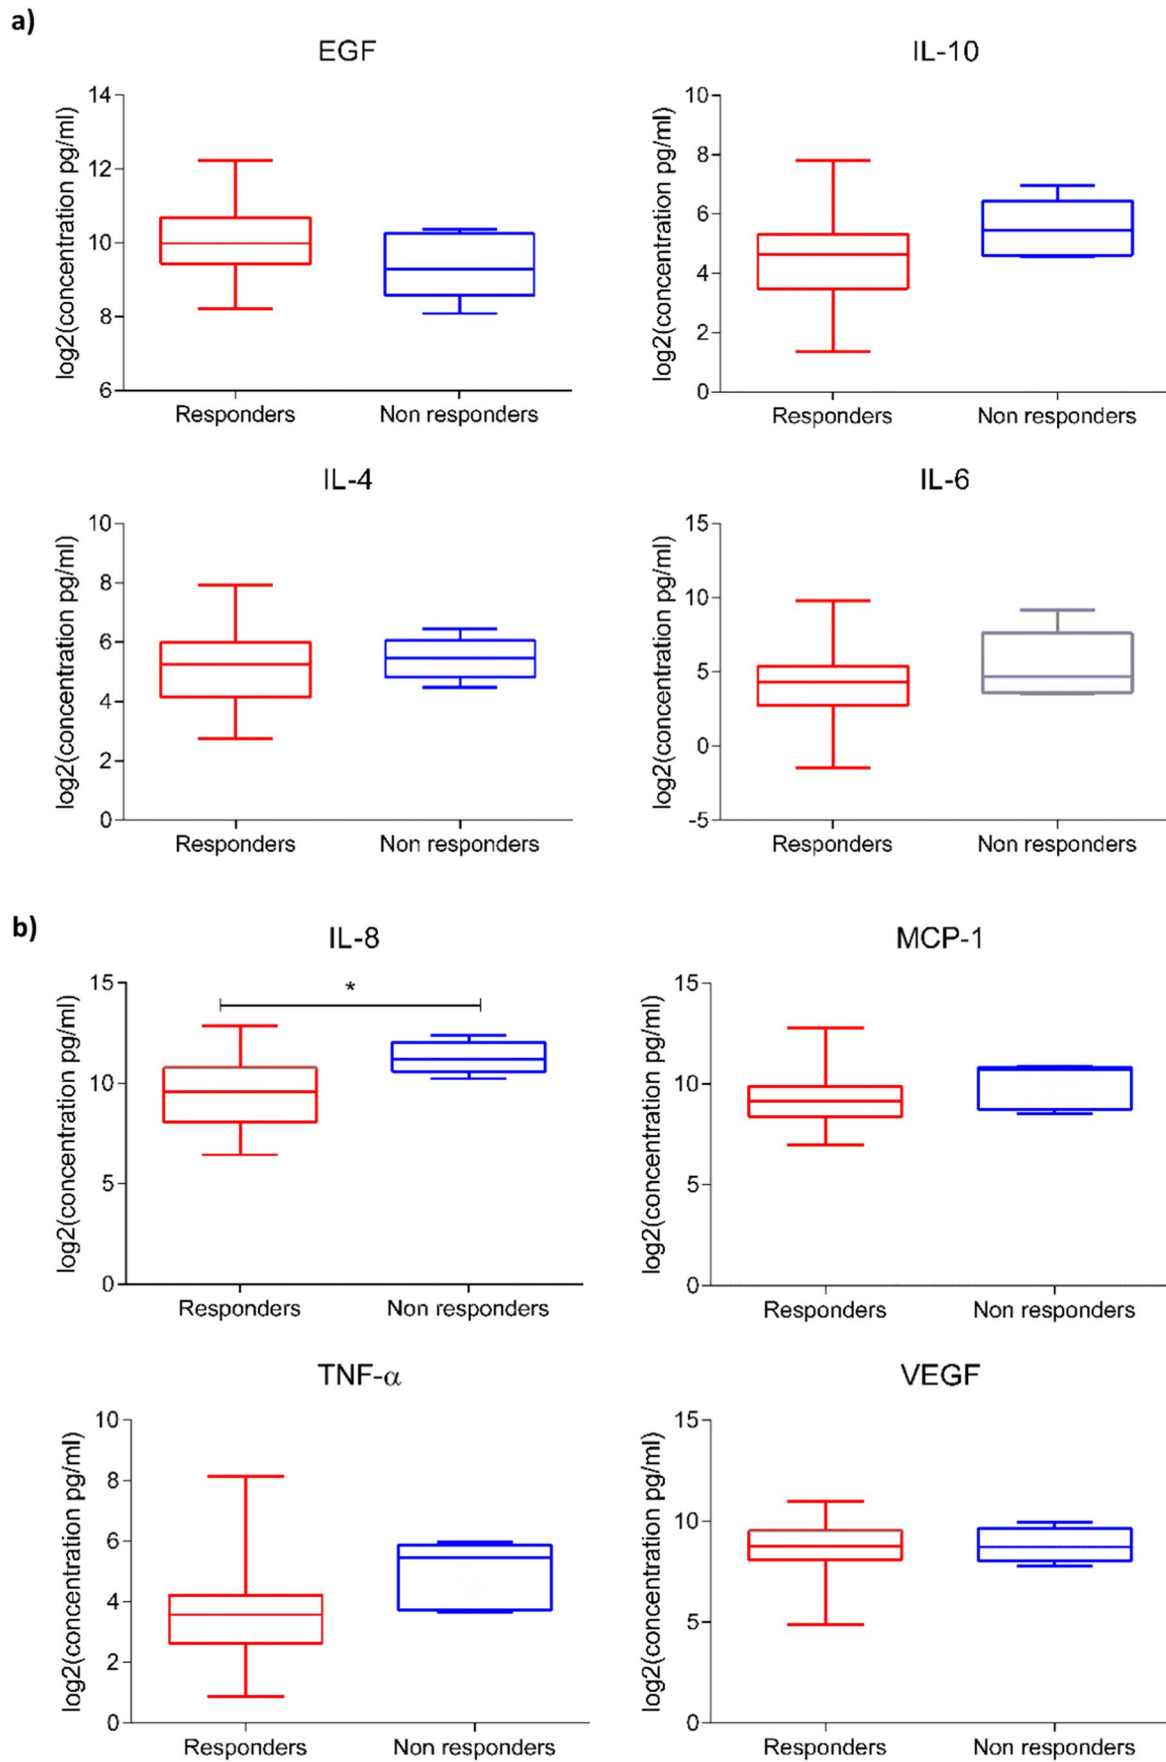 a)
EGF
log2(concentration pg/ml)
14
12
10
8
6
Responders
Non responders
IL-10
log2(concentration pg/ml)
10
8
6
4
2
0
Responders
Non responders
IL-4
log2(concentration pg/ml)
10
8
6
4
2
0
Responders
Non responders
IL-6
log2(concentration pg/ml)
15
10
5
0
-5
Responders
Non responders
b)
IL-8
log2(concentration pg/ml)
15
10
5
0
*
Responders
Non responders
MCP-1
log2(concentration pg/ml)
15
10
5
0
Responders
Non responders
TNF-α
log2(concentration pg/ml)
10
8
6
4
2
0
Responders
Non responders
VEGF
log2(concentration pg/ml)
15
10
5
0
Responders
Non responders